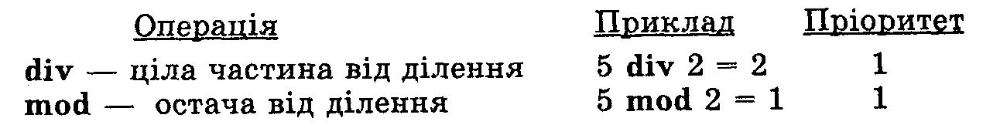 Операція Приклад Пріоритет
div — ціла частина від ділення 5 div 2 = 2 1
mod — остача від ділення 5 mod 2 = 1 1